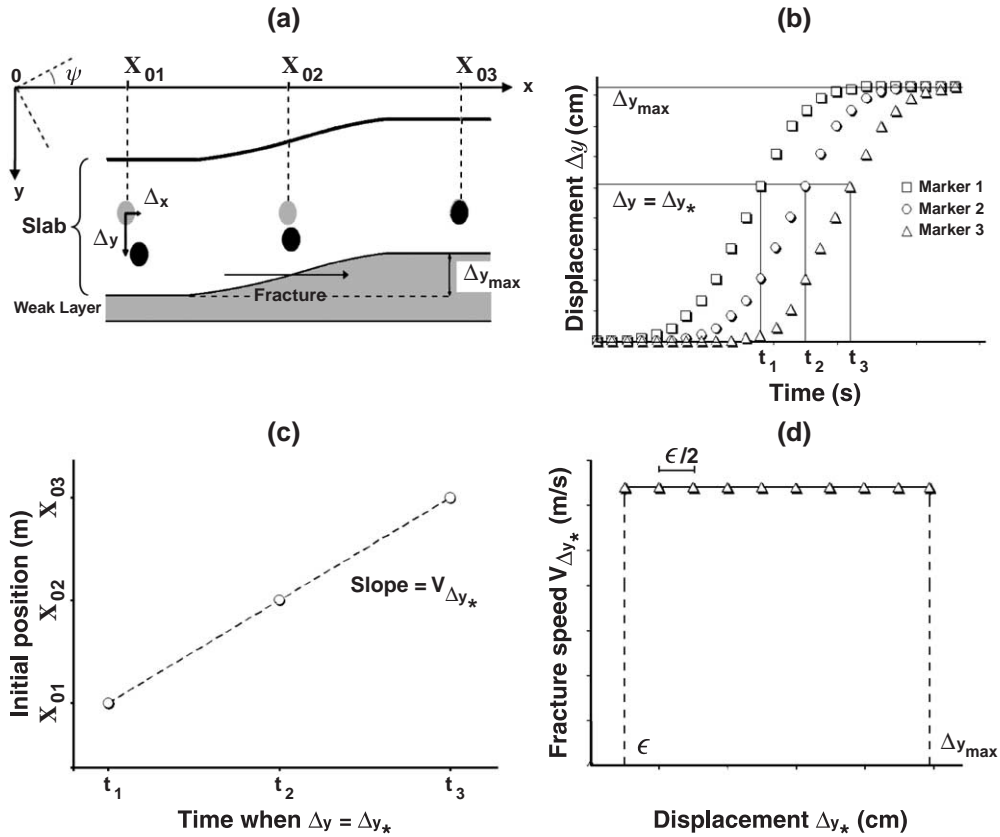 (a)
0
ψ
X01
X02
X03
x
y
Slab
Δx
Δy
Δymax
Fracture
Weak Layer
(b)
Displacement Δy (cm)
Δymax
Δy = Δy*
Marker 1
Marker 2
Marker 3
t1
t2
t3
Time (s)
(c)
Initial position (m)
X03
X02
X01
Slope = VΔy*
t1
t2
t3
Time when Δy = Δy*
(d)
Fracture speed VΔy* (m/s)
ϵ/2
ϵ
Δymax
Displacement Δy* (cm)